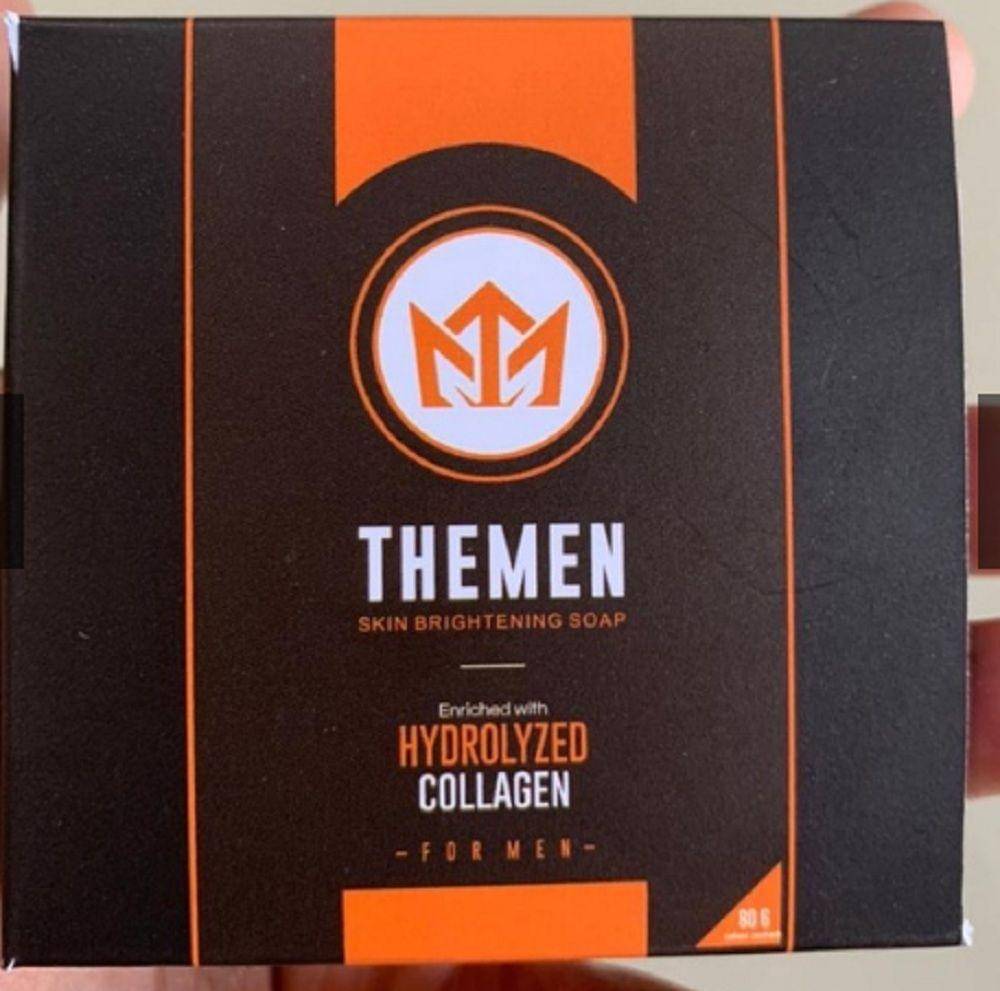 THEMEN
SKIN BRIGHTENING SOAP
Enriched with
HYDROLYZED
COLLAGEN
-FOR MEN-
80 G